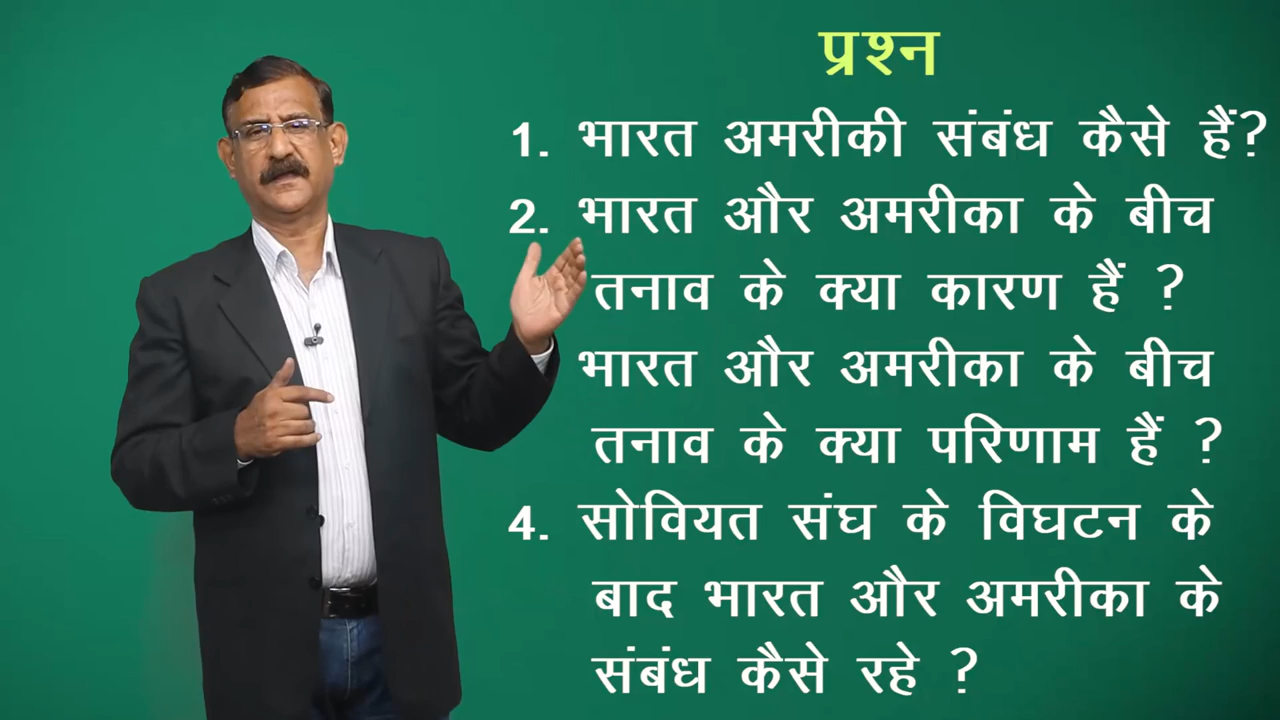 प्रश्न
1. भारत अमरीकी संबंध कैसे हैं?
2. भारत और अमरीका के बीच
तनाव के क्या कारण हैं ?
भारत और अमरीका के बीच
तनाव के क्या परिणाम हैं ?
4. सोवियत संघ के विघटन के
बाद भारत और अमरीका के
संबंध कैसे रहे ?